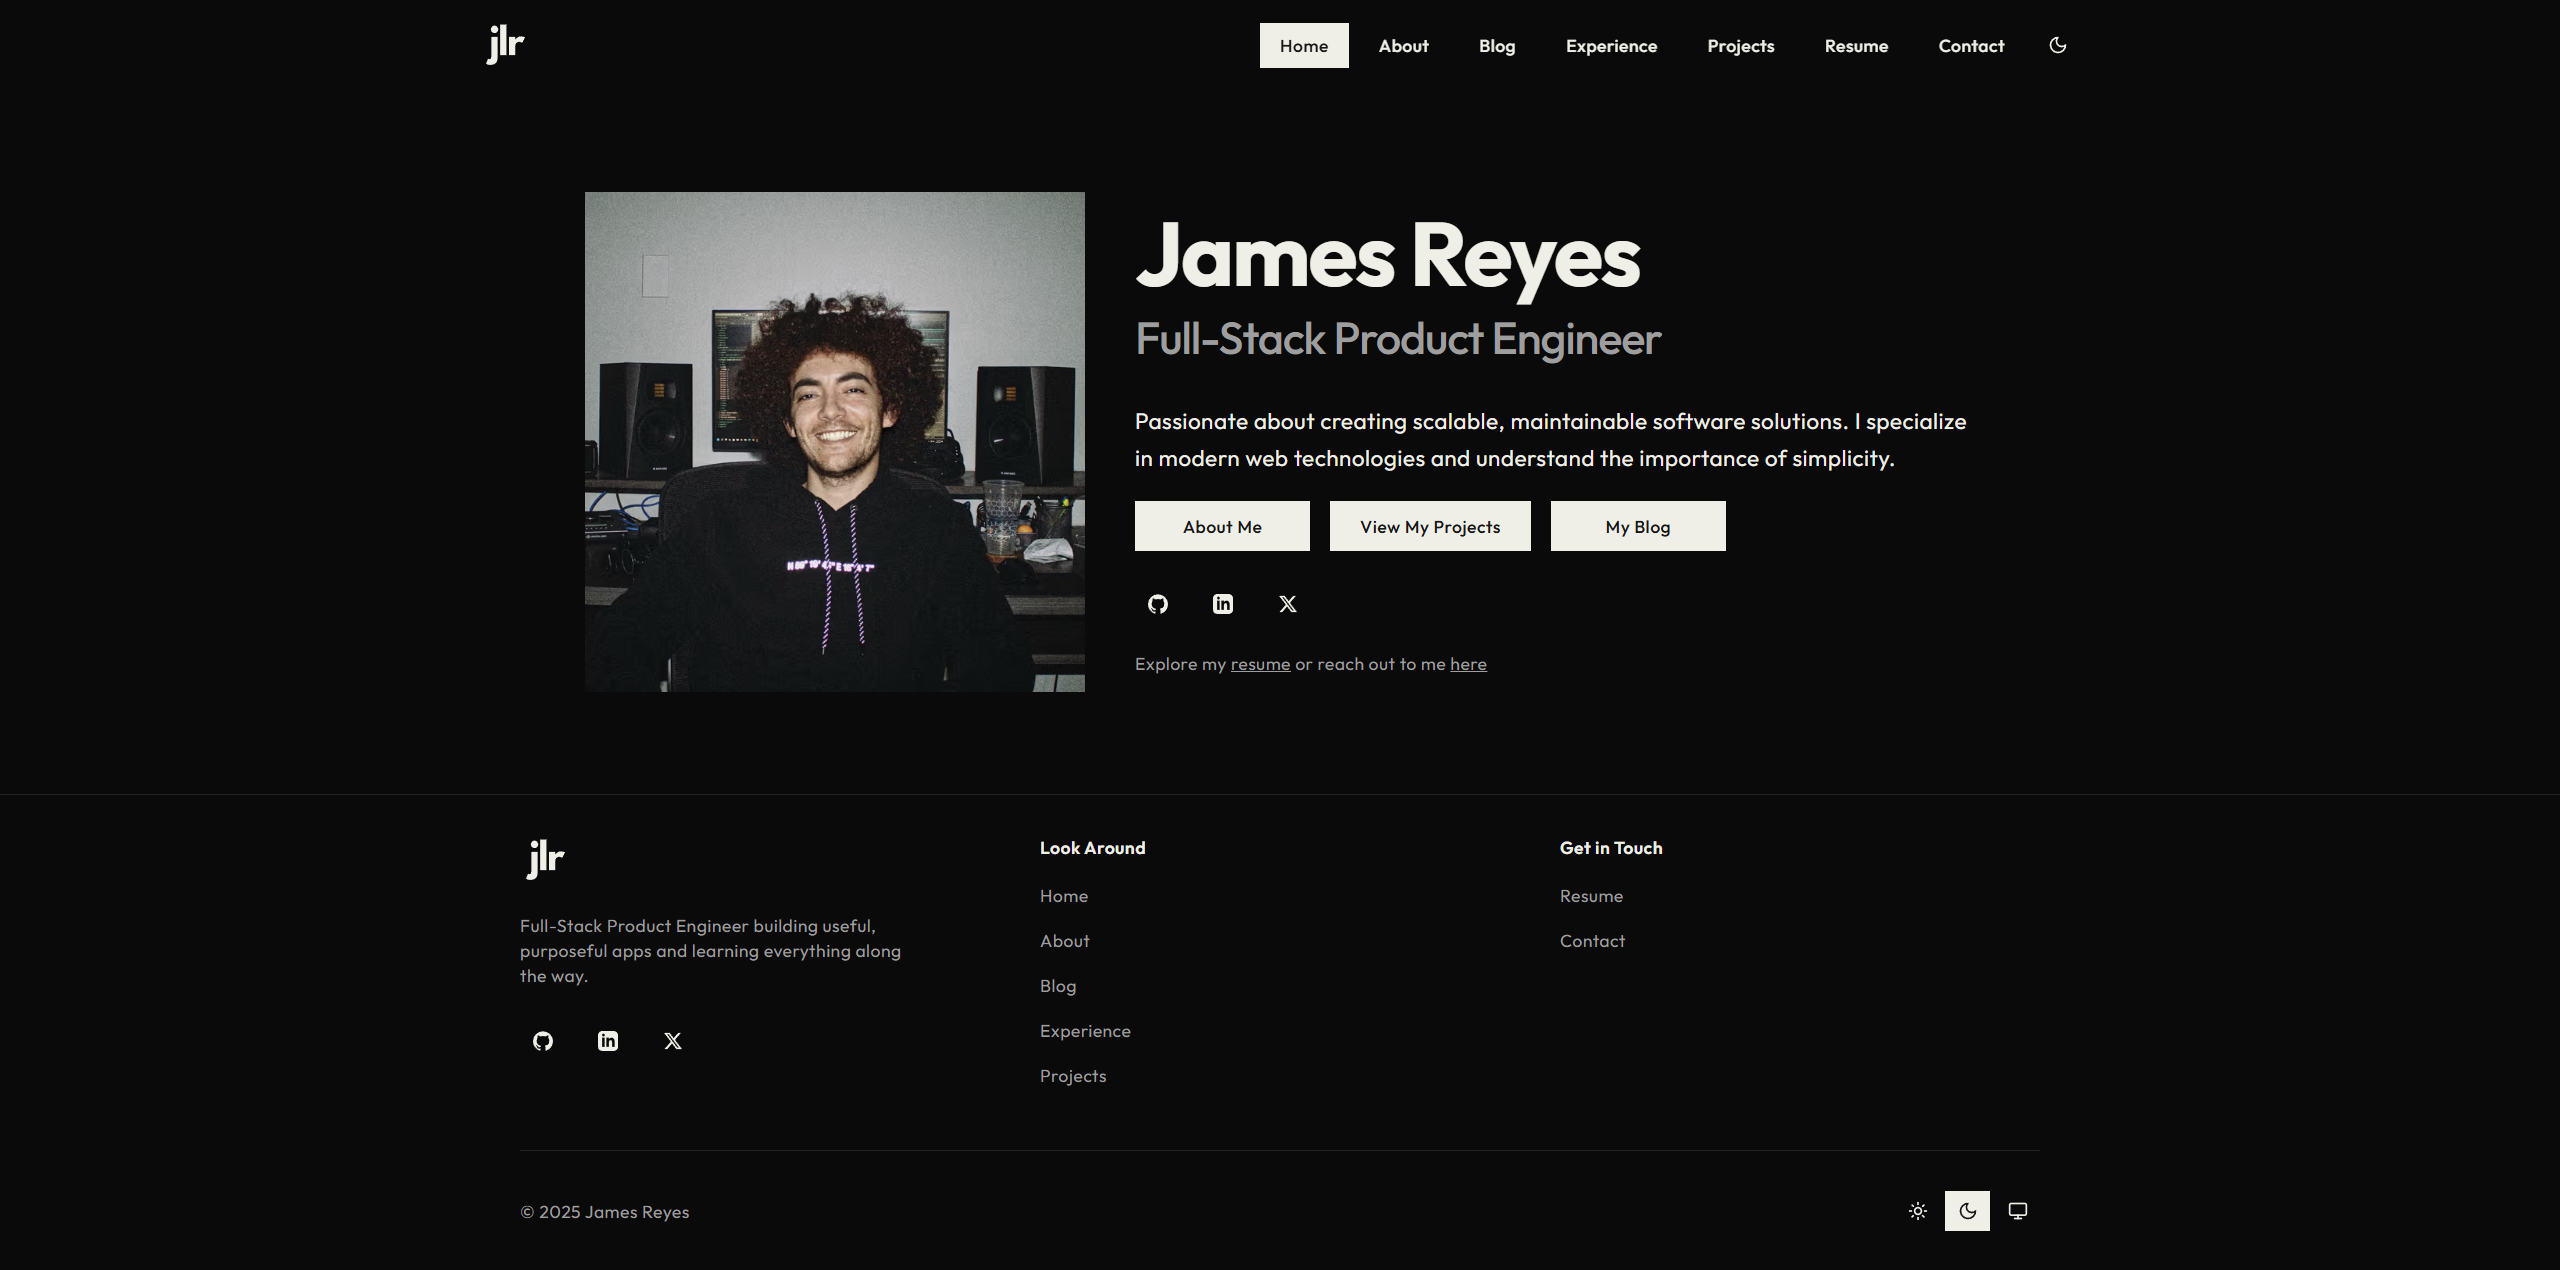 jlr
Home About Blog Experience Projects Resume Contact
James Reyes
Full-Stack Product Engineer
Passionate about creating scalable, maintainable software solutions. I specialize
in modern web technologies and understand the importance of simplicity.
About Me View My Projects My Blog
Explore my resume or reach out to me here
jlr
Full-Stack Product Engineer building useful,
purposeful apps and learning everything along
the way.
Look Around
Home
About
Blog
Experience
Projects
Get in Touch
Resume
Contact
© 2025 James Reyes